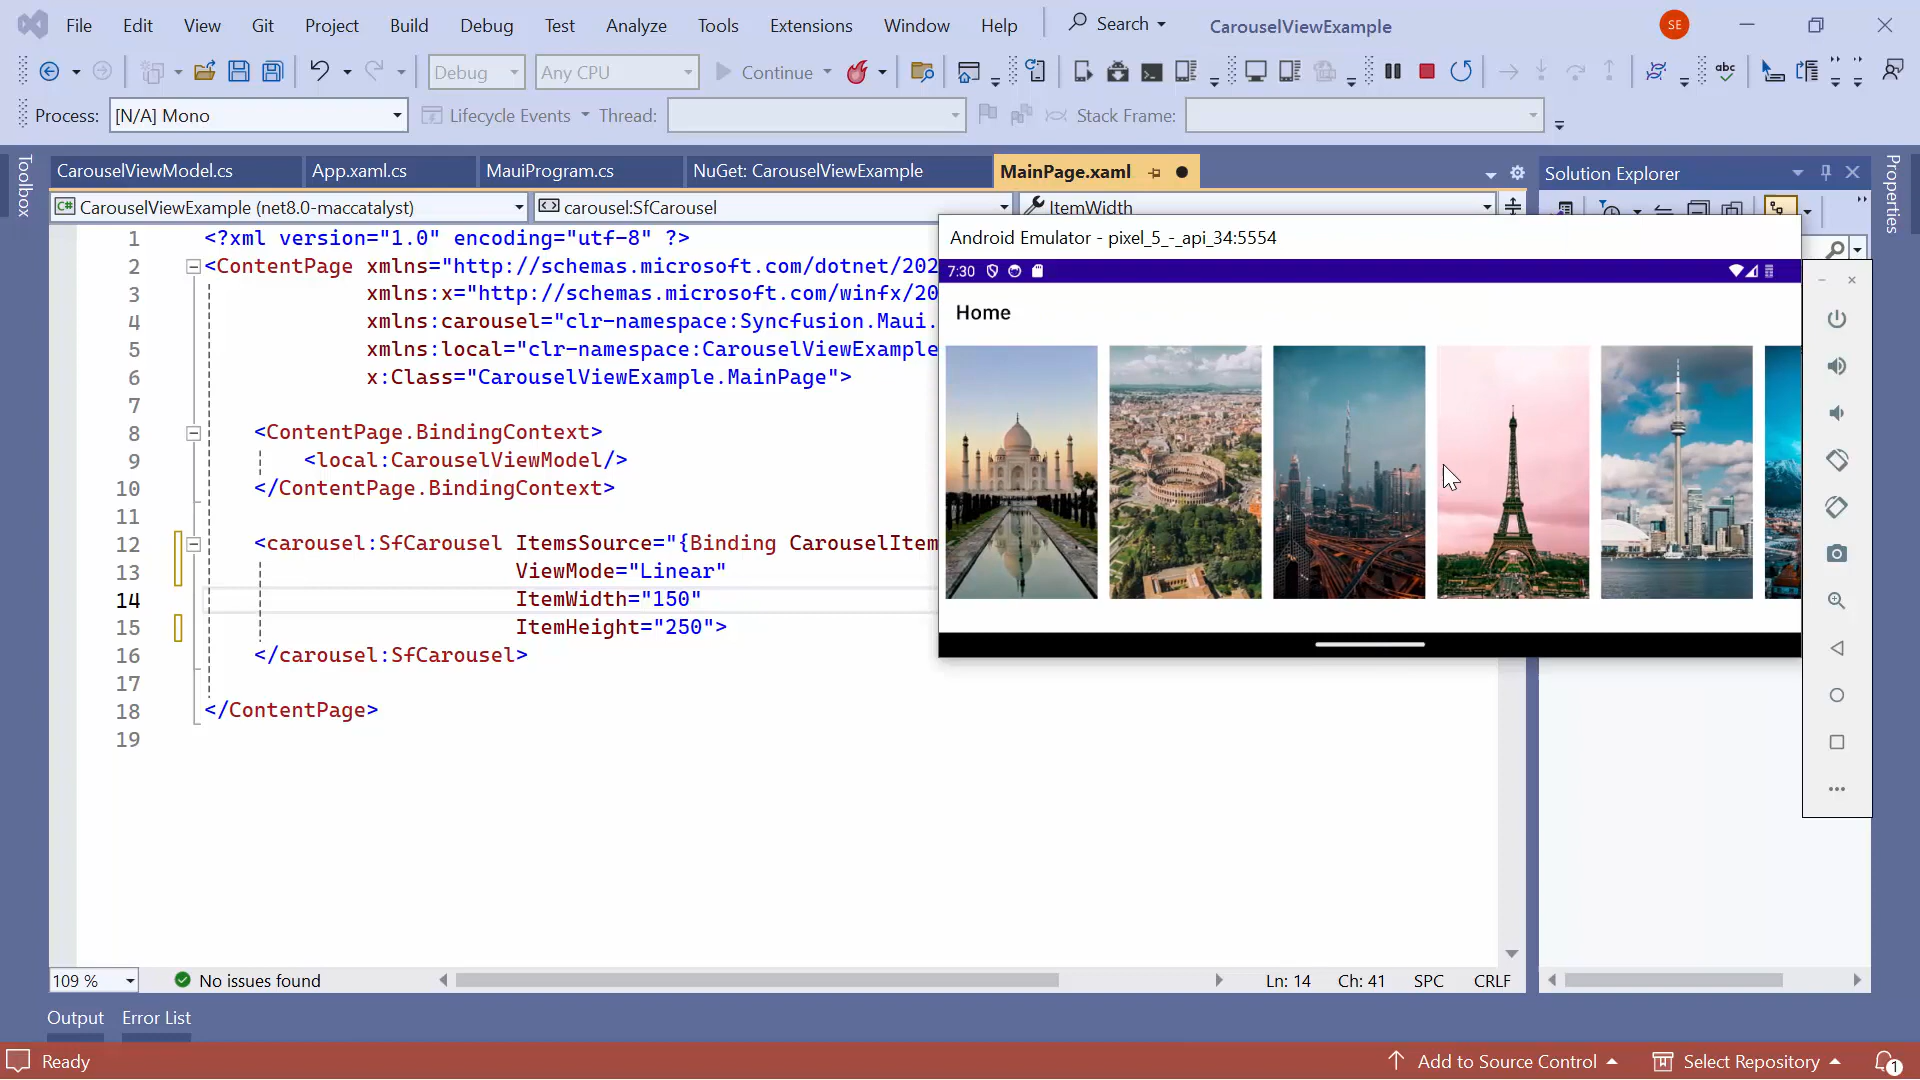 File Edit View Git Project Build Debug Test Analyze Tools Extensions Window Help Search CarouselViewExample SE
Debug Any CPU Continue abc
Process: [N/A] Mono Lifecycle Events Thread: Stack Frame:
Toolbox
CarouselViewModel.cs App.xaml.cs MauiProgram.cs NuGet: CarouselViewExample MainPage.xaml Solution Explorer
Properties
C# CarouselViewExample (net8.0-maccatalyst) carousel:SfCarousel ItemWidth
1 <?xml version="1.0" encoding="utf-8" ?>
2 <ContentPage xmlns="http://schemas.microsoft.com/dotnet/202
3 xmlns:x="http://schemas.microsoft.com/winfx/20
4 xmlns:carousel="clr-namespace:Syncfusion.Maui.
5 xmlns:local="clr-namespace:CarouselViewExample
6 x:Class="CarouselViewExample.MainPage">
7
8 <ContentPage.BindingContext>
9 <local:CarouselViewModel/>
10 </ContentPage.BindingContext>
11
12 <carousel:SfCarousel ItemsSource="{Binding CarouselItem
13 ViewMode="Linear"
14 ItemWidth="150"
15 ItemHeight="250">
16 </carousel:SfCarousel>
17
18 </ContentPage>
19
Android Emulator - pixel_5_-_api_34:5554
7:30
Home
109 % No issues found Ln: 14 Ch: 41 SPC CRLF
Output Error List
Ready Add to Source Control Select Repository 1